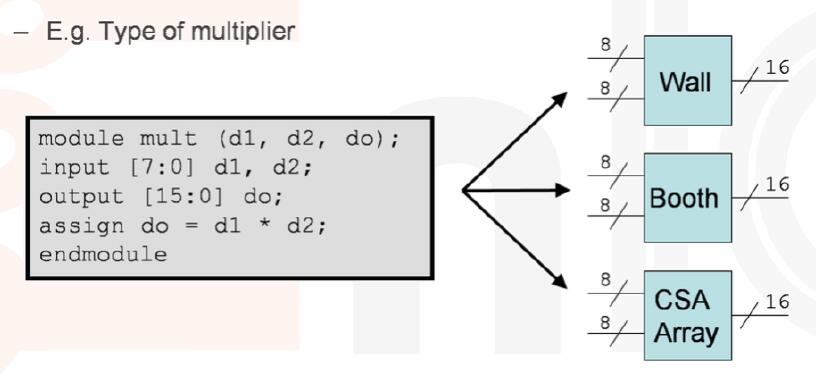 – E.g. Type of multiplier
module mult (d1, d2, do);
input [7:0] d1, d2;
output [15:0] do;
assign do = d1 * d2;
endmodule
8
8
Wall
16
8
8
Booth
16
8
8
CSA
Array
16